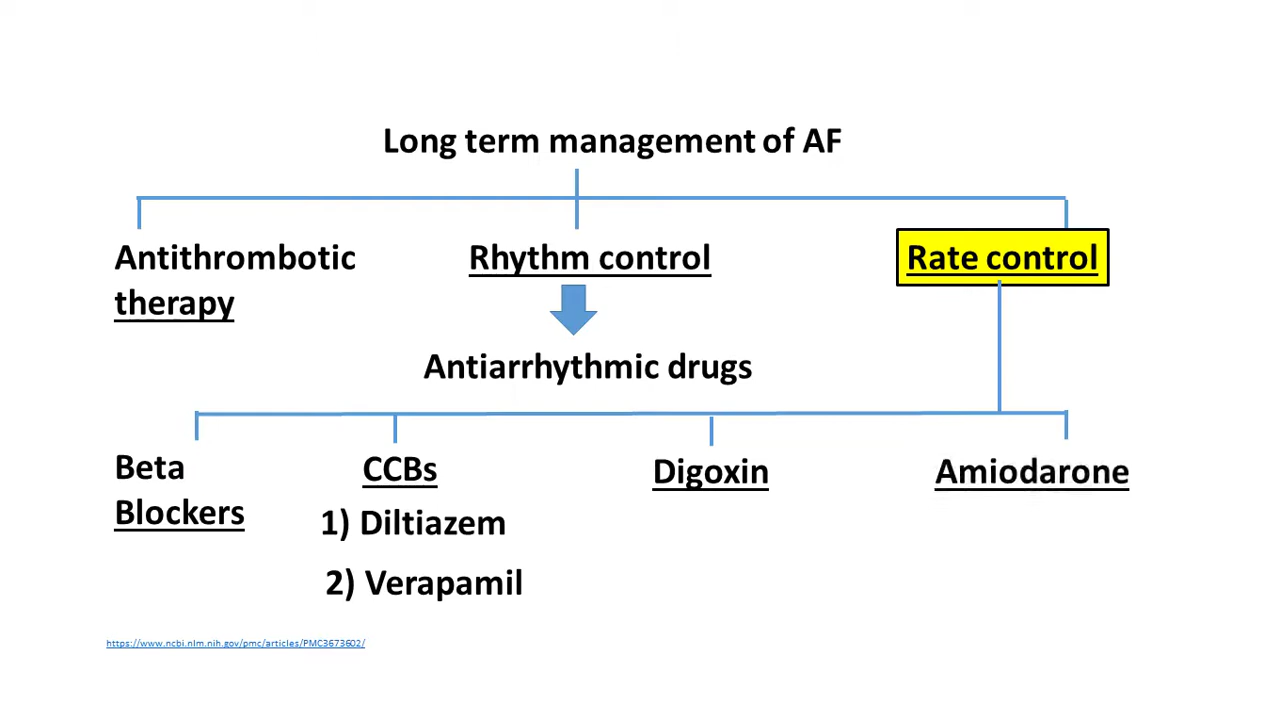 Long term management of AF
Antithrombotic
therapy
Rhythm control
Rate control
Antiarrhythmic drugs
Beta
Blockers
CCBs
1) Diltiazem
2) Verapamil
Digoxin
Amiodarone
https://www.ncbi.nlm.nih.gov/pmc/articles/PMC3673602/